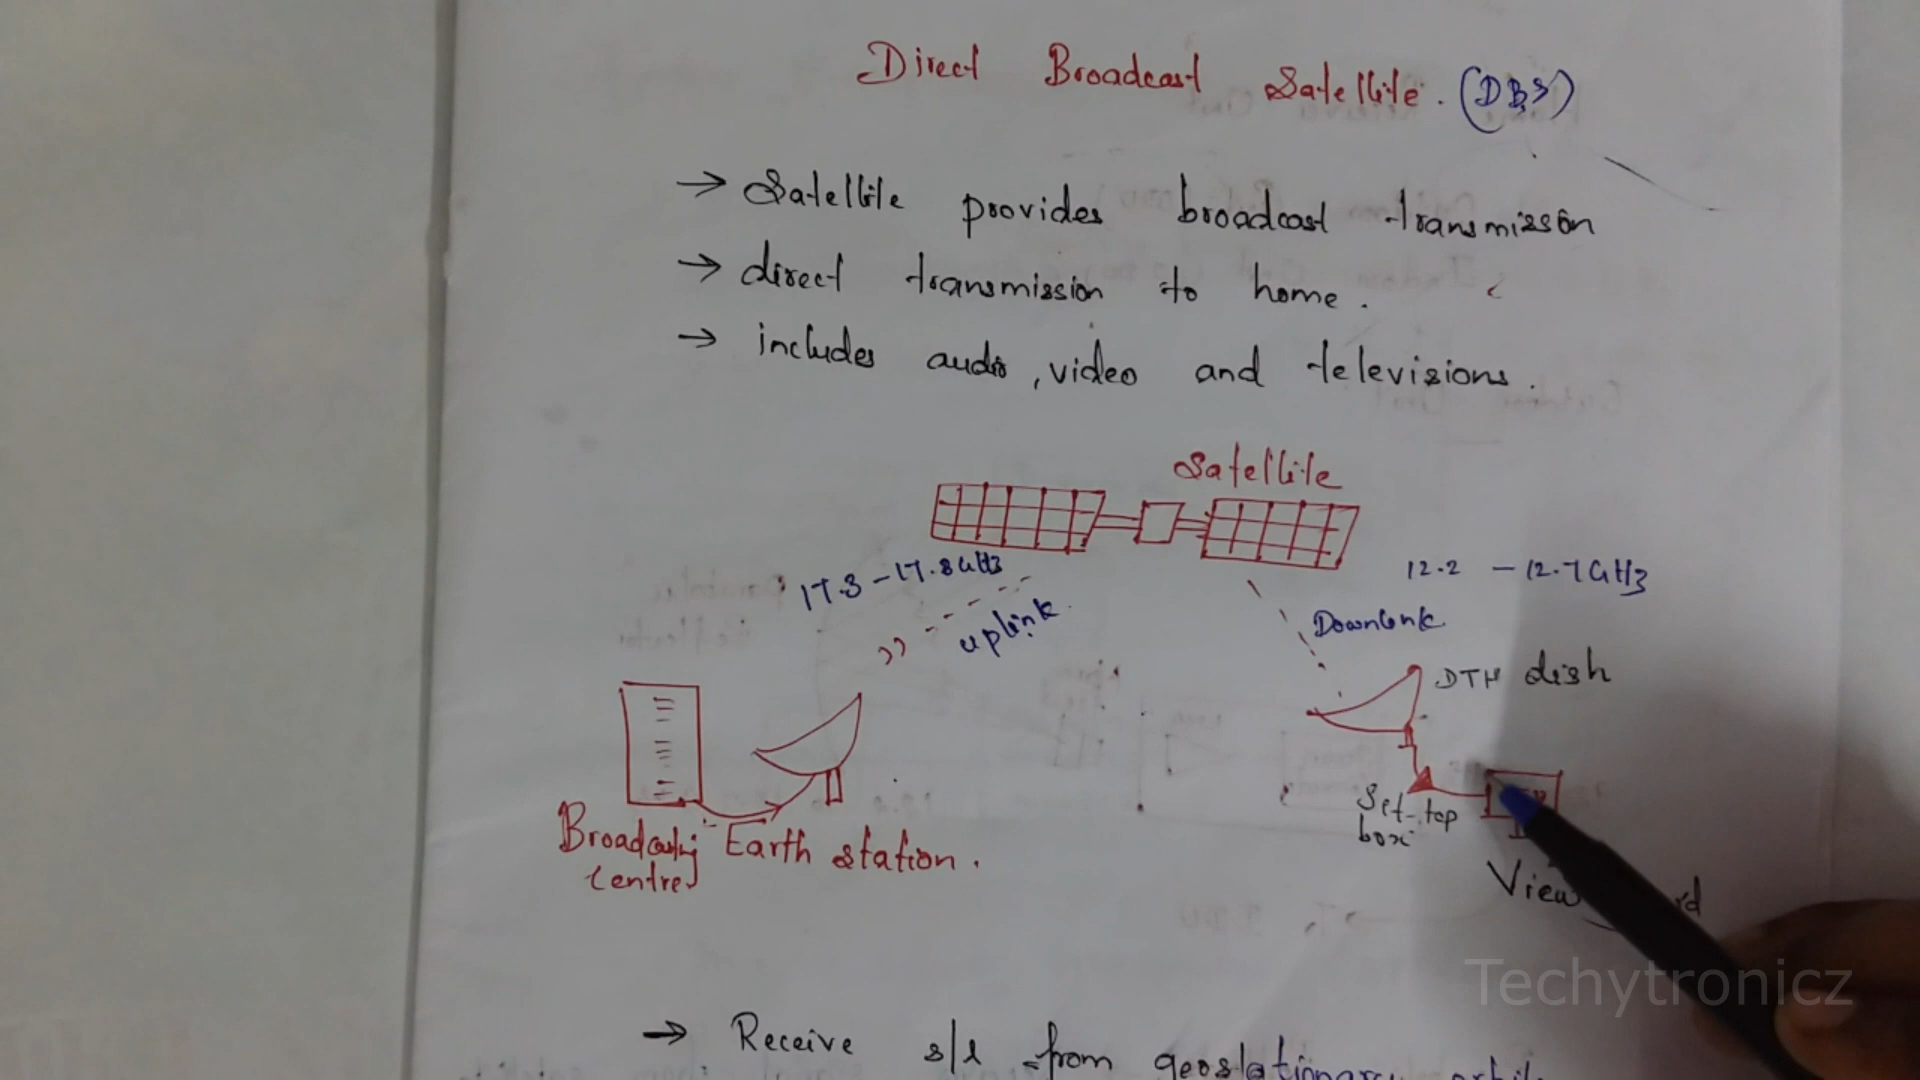 Direct Broadcast Satellite. (DBS)
→ Satellite provides broadcast transmission
→ direct transmission to home.
→ includes audio, video and televisions.
Satellite
17.3 - 17.8 GHz
uplink
12.2 - 12.7 GHz
Downlink
DTH dish
Set-top
box
Broadcasting
Centre
Earth station.
Techytronicz
→ Receive s/l from geostationary orbit